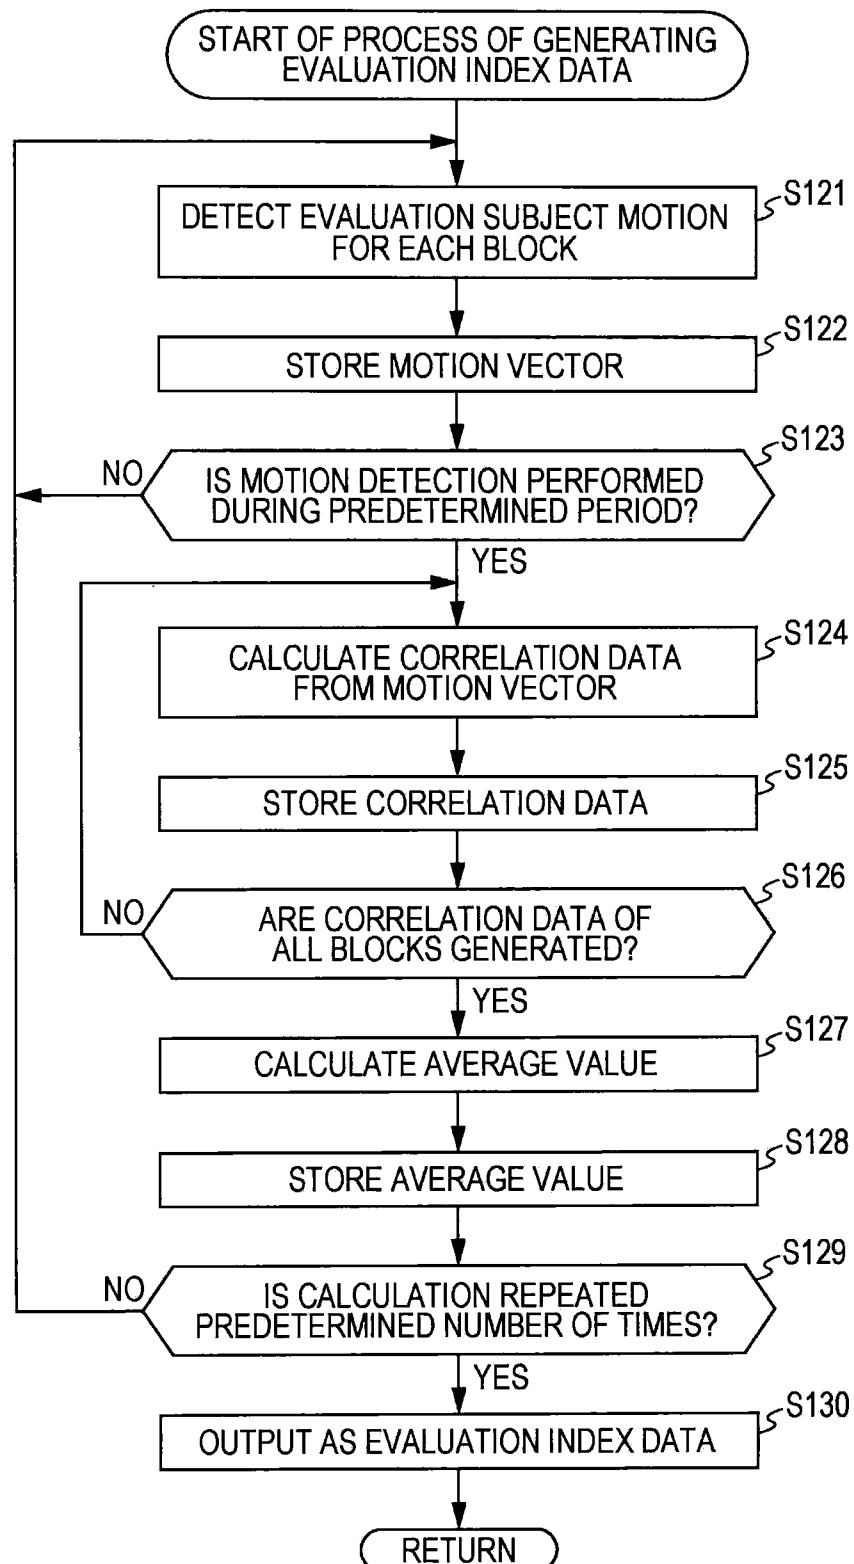 START OF PROCESS OF GENERATING
EVALUATION INDEX DATA
S121
DETECT EVALUATION SUBJECT MOTION
FOR EACH BLOCK
S122
STORE MOTION VECTOR
S123
NO
IS MOTION DETECTION PERFORMED
DURING PREDETERMINED PERIOD?
YES
S124
CALCULATE CORRELATION DATA
FROM MOTION VECTOR
S125
STORE CORRELATION DATA
S126
NO
ARE CORRELATION DATA OF
ALL BLOCKS GENERATED?
YES
S127
CALCULATE AVERAGE VALUE
S128
STORE AVERAGE VALUE
S129
NO
IS CALCULATION REPEATED
PREDETERMINED NUMBER OF TIMES?
YES
S130
OUTPUT AS EVALUATION INDEX DATA
RETURN